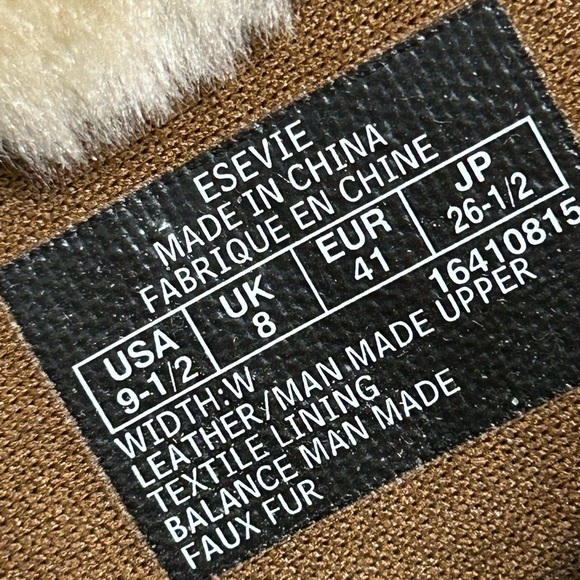 ESEVIE
MADE IN CHINA
FABRIQUE EN CHINE
USA UK EUR JP
9-1/2 8 41 26-1/2
WIDTH:W 16410815
LEATHER/MAN MADE UPPER
TEXTILE LINING
BALANCE MAN MADE
FAUX FUR